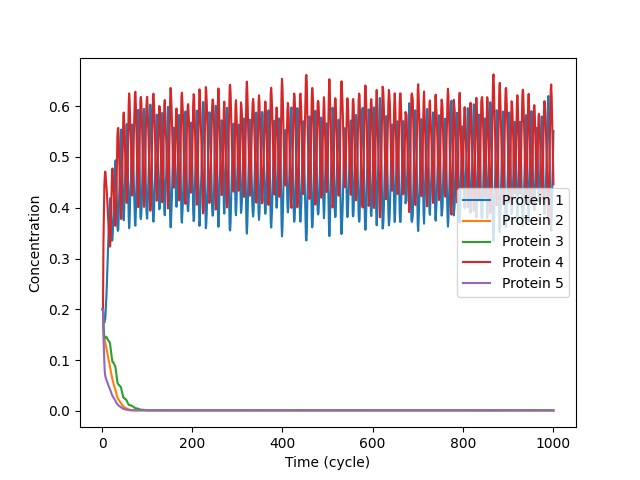 0.6
0.5
0.4
0.3
0.2
0.1
0.0
Concentration
Protein 1
Protein 2
Protein 3
Protein 4
Protein 5
0 200 400 600 800 1000
Time (cycle)